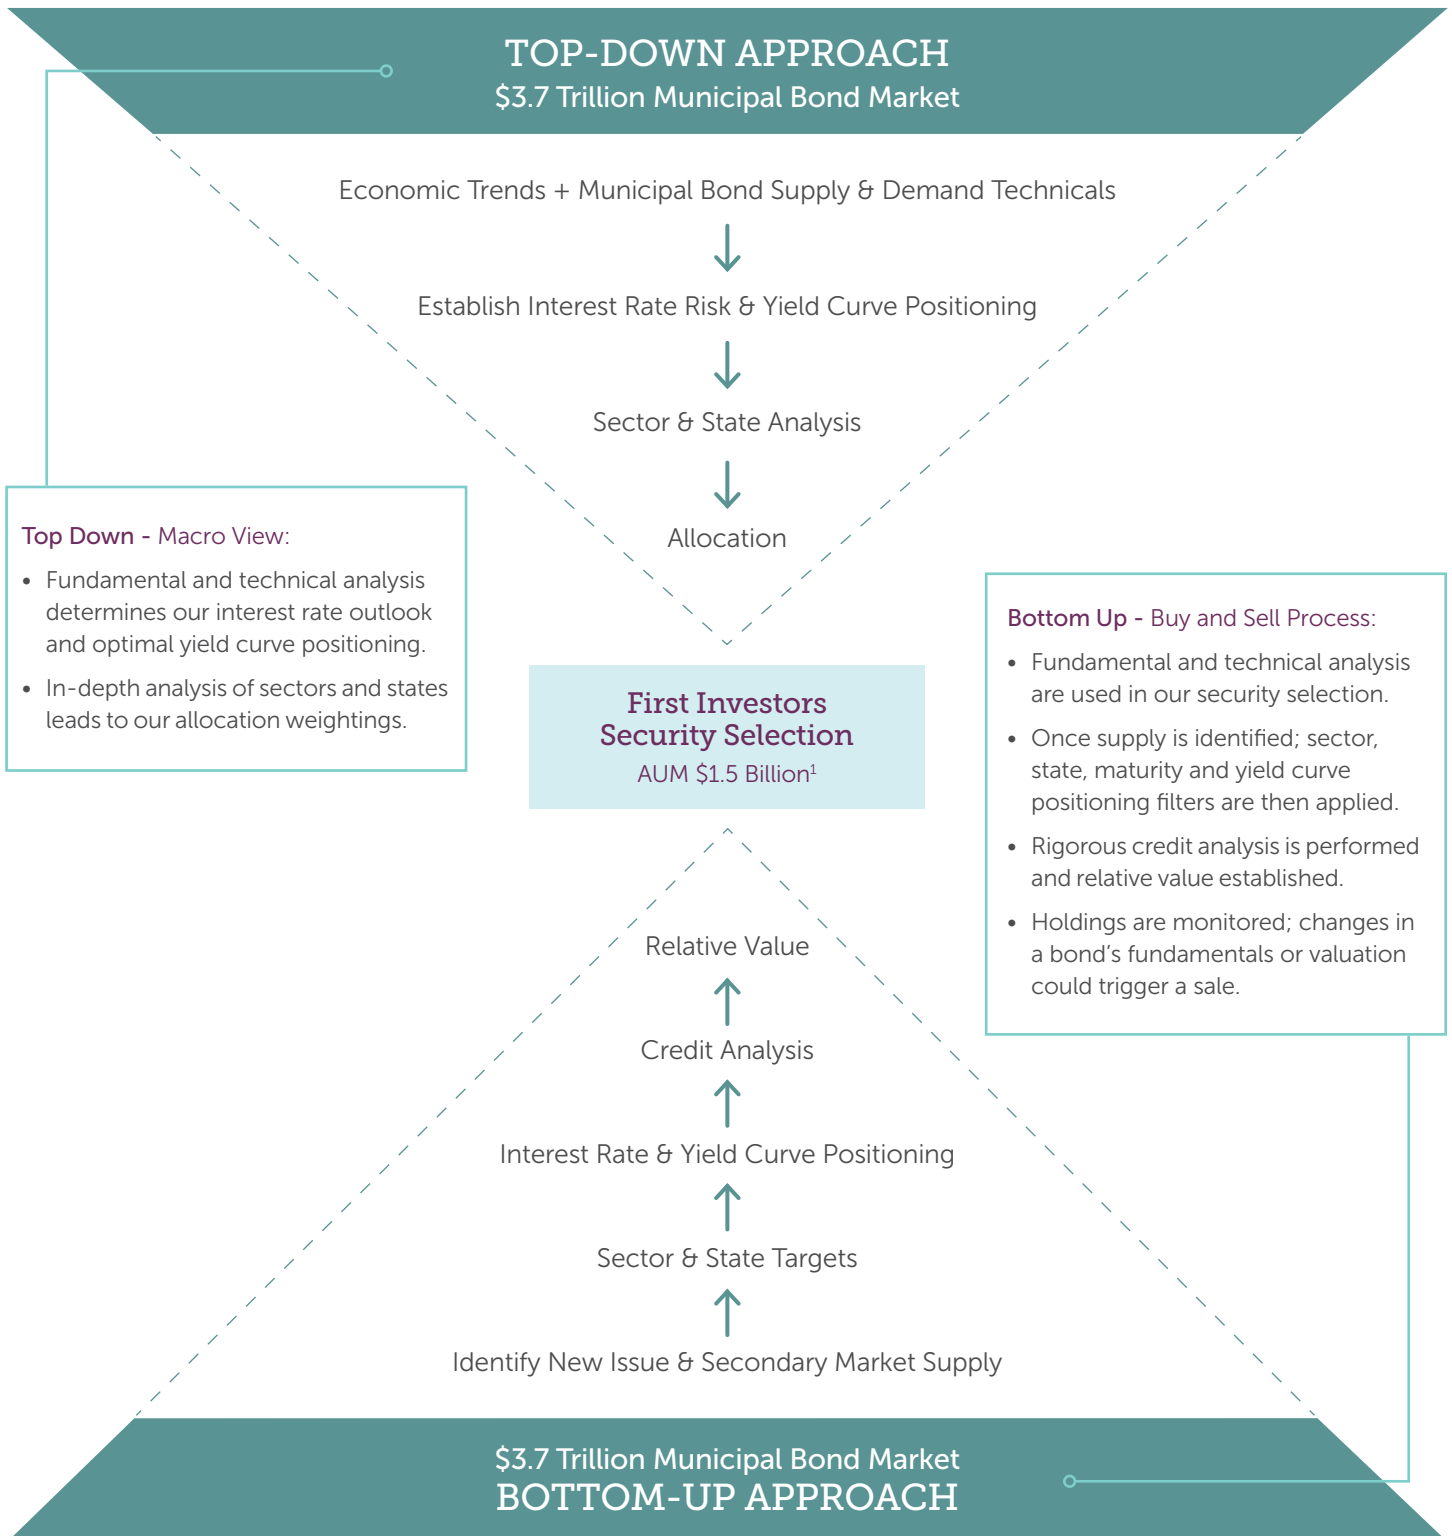 TOP-DOWN APPROACH
$3.7 Trillion Municipal Bond Market
Economic Trends + Municipal Bond Supply & Demand Technicals
Establish Interest Rate Risk & Yield Curve Positioning
Sector & State Analysis
Allocation
Top Down - Macro View:
• Fundamental and technical analysis
determines our interest rate outlook
and optimal yield curve positioning.
• In-depth analysis of sectors and states
leads to our allocation weightings.
First Investors
Security Selection
AUM $1.5 Billion¹
Bottom Up - Buy and Sell Process:
• Fundamental and technical analysis
are used in our security selection.
• Once supply is identified; sector,
state, maturity and yield curve
positioning filters are then applied.
• Rigorous credit analysis is performed
and relative value established.
• Holdings are monitored; changes in
a bond’s fundamentals or valuation
could trigger a sale.
Relative Value
Credit Analysis
Interest Rate & Yield Curve Positioning
Sector & State Targets
Identify New Issue & Secondary Market Supply
$3.7 Trillion Municipal Bond Market
BOTTOM-UP APPROACH